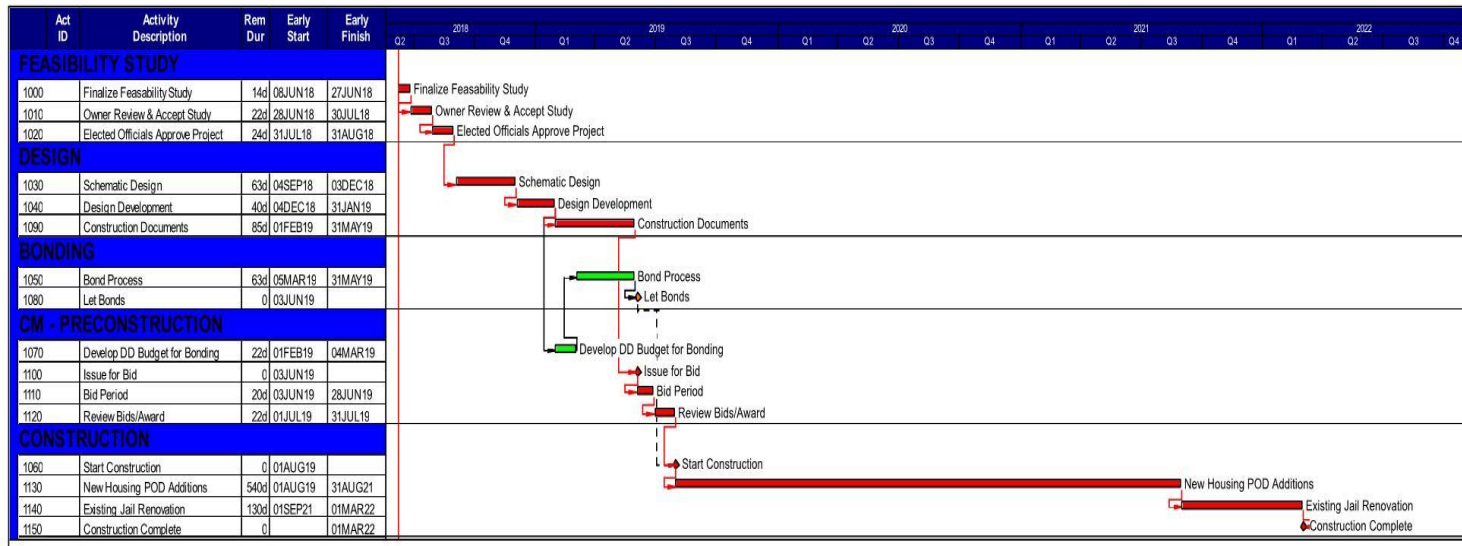 Act Activity Rem Early Early
ID Description Dur Start Finish
2018 2019 2020 2021 2022
Q2 Q3 Q4 Q1 Q2 Q3 Q4 Q1 Q2 Q3 Q4 Q1 Q2 Q3 Q4 Q1 Q2 Q3 Q4
FEASIBILITY STUDY
1000 Finalize Feasability Study 14d 08JUN18 27JUN18 Finalize Feasability Study
1010 Owner Review & Accept Study 22d 28JUN18 30JUL18 Owner Review & Accept Study
1020 Elected Officials Approve Project 24d 31JUL18 31AUG18 Elected Officials Approve Project
DESIGN
1030 Schematic Design 63d 04SEP18 03DEC18 Schematic Design
1040 Design Development 40d 04DEC18 31JAN19 Design Development
1090 Construction Documents 85d 01FEB19 31MAY19 Construction Documents
BONDING
1050 Bond Process 63d 05MAR19 31MAY19 Bond Process
1080 Let Bonds 0 03JUN19 Let Bonds
CM - PRECONSTRUCTION
1070 Develop DD Budget for Bonding 22d 01FEB19 04MAR19 Develop DD Budget for Bonding
1100 Issue for Bid 0 03JUN19 Issue for Bid
1110 Bid Period 20d 03JUN19 28JUN19 Bid Period
1120 Review Bids/Award 22d 01JUL19 31JUL19 Review Bids/Award
CONSTRUCTION
1060 Start Construction 0 01AUG19 Start Construction
1130 New Housing POD Additions 540d 01AUG19 31AUG21 New Housing POD Additions
1140 Existing Jail Renovation 130d 01SEP21 01MAR22 Existing Jail Renovation
1150 Construction Complete 0 01MAR22 Construction Complete